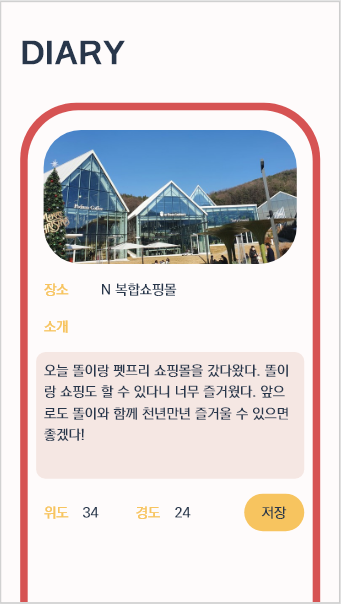 DIARY
장소 N 복합쇼핑몰
소개
오늘 똘이랑 펫프리 쇼핑몰을 갔다왔다. 똘이
랑 쇼핑도 할 수 있다니 너무 즐거웠다. 앞으
로도 똘이와 함께 천년만년 즐거울 수 있으면
좋겠다!
위도 34 경도 24 저장